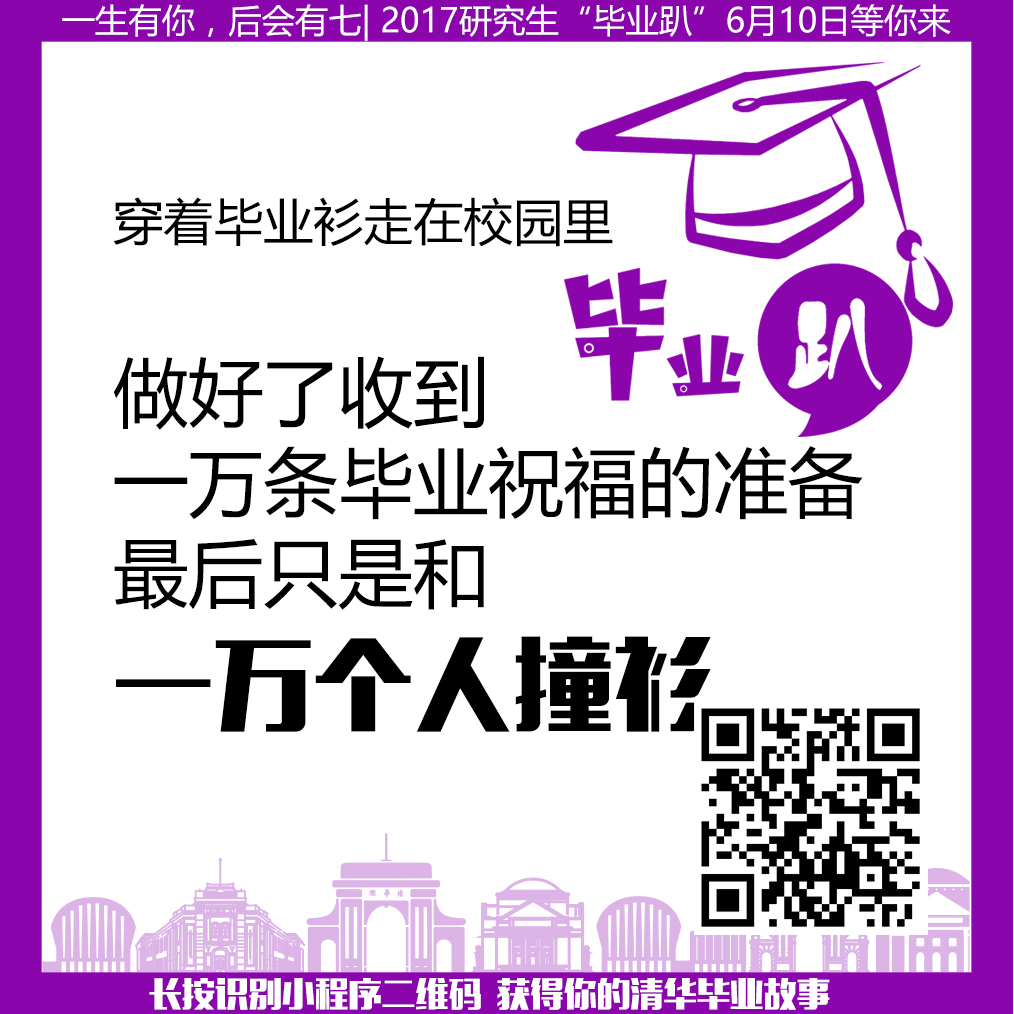 一生有你，后会有七| 2017研究生“毕业趴”6月10日等你来
穿着毕业衫走在校园里
毕业趴
做好了收到
一万条毕业祝福的准备
最后只是和
一万个人撞衫
長按识别小程序二维码 获得你的清华毕业故事